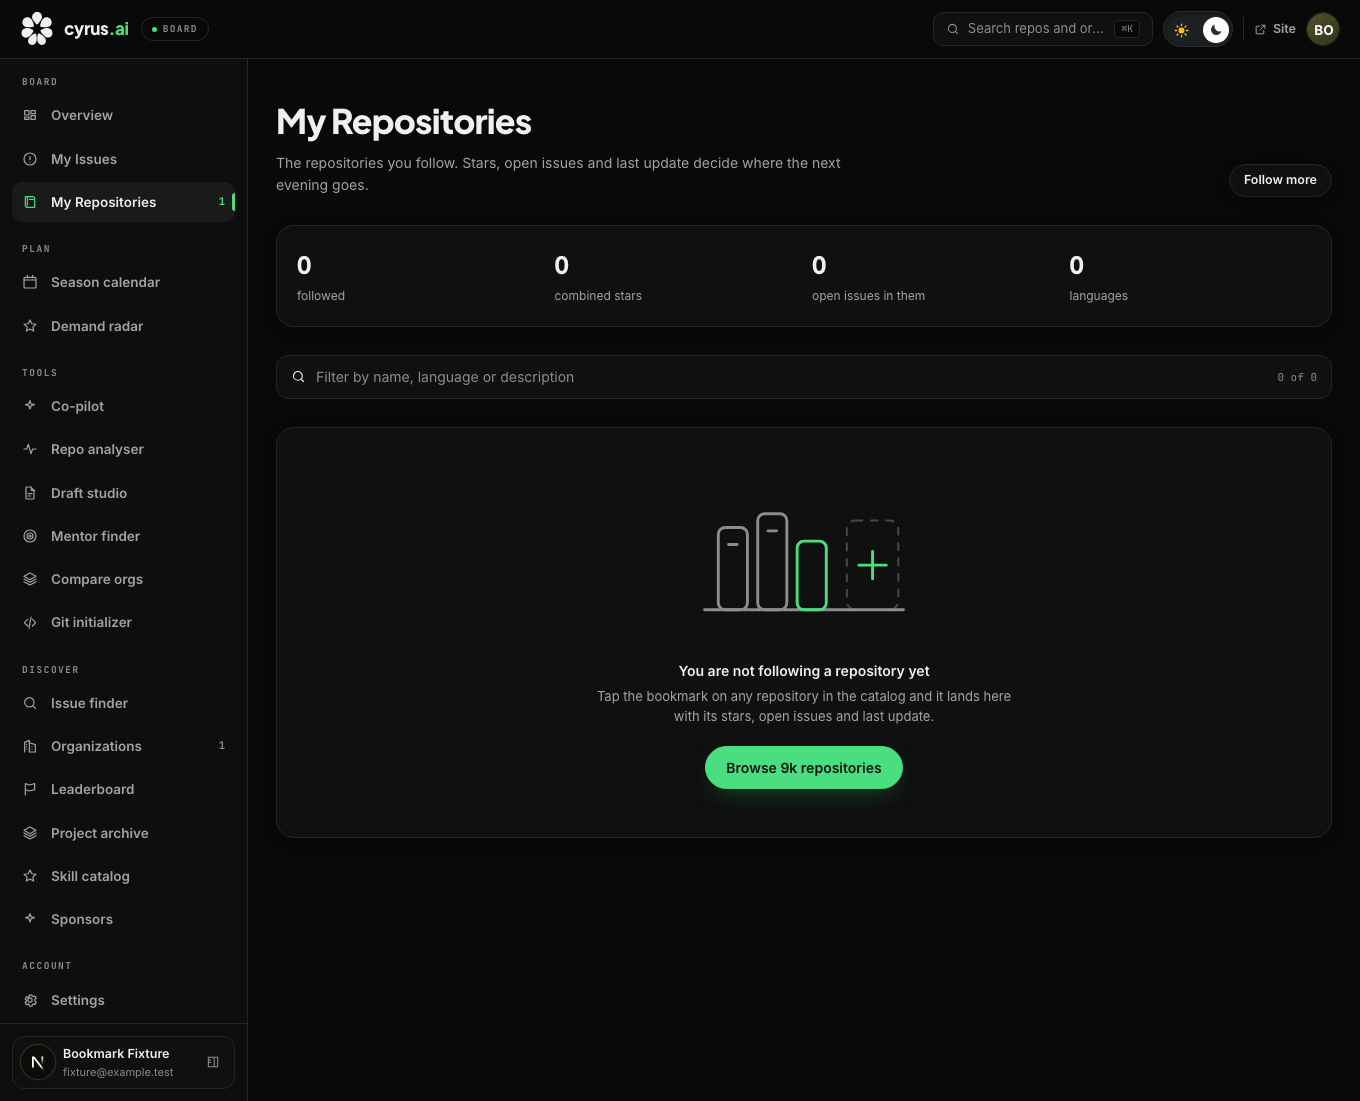 cyrus.ai
BOARD
Search repos and or...
⌘K
Site
BO
BOARD
Overview
My Issues
My Repositories 1
PLAN
Season calendar
Demand radar
TOOLS
Co-pilot
Repo analyser
Draft studio
Mentor finder
Compare orgs
Git initializer
DISCOVER
Issue finder
Organizations 1
Leaderboard
Project archive
Skill catalog
Sponsors
ACCOUNT
Settings
N
Bookmark Fixture
fixture@example.test
My Repositories
The repositories you follow. Stars, open issues and last update decide where the next
evening goes.
Follow more
0
followed
0
combined stars
0
open issues in them
0
languages
Filter by name, language or description
0 of 0
You are not following a repository yet
Tap the bookmark on any repository in the catalog and it lands here
with its stars, open issues and last update.
Browse 9k repositories